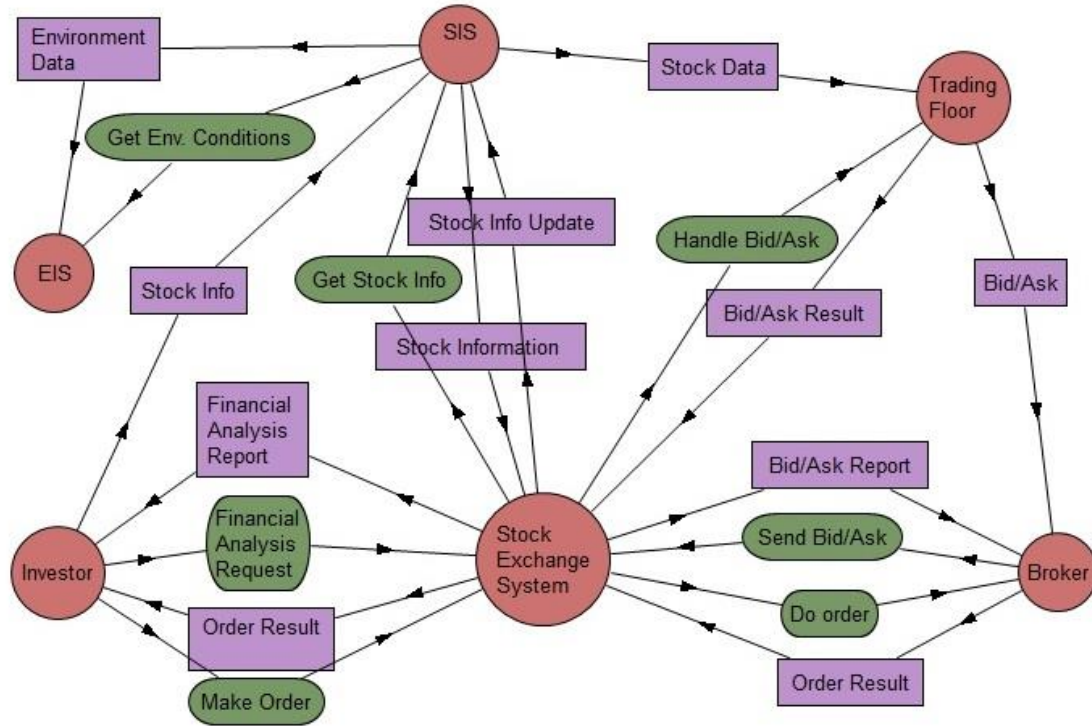 SIS
Environment
Data
Stock Data
Trading
Floor
Get Env. Conditions
Stock Info Update
Handle Bid/Ask
EIS
Stock Info
Get Stock Info
Bid/Ask
Bid/Ask Result
Stock Information
Financial
Analysis
Report
Bid/Ask Report
Financial
Analysis
Request
Stock
Exchange
System
Send Bid/Ask
Investor
Broker
Do order
Order Result
Order Result
Make Order